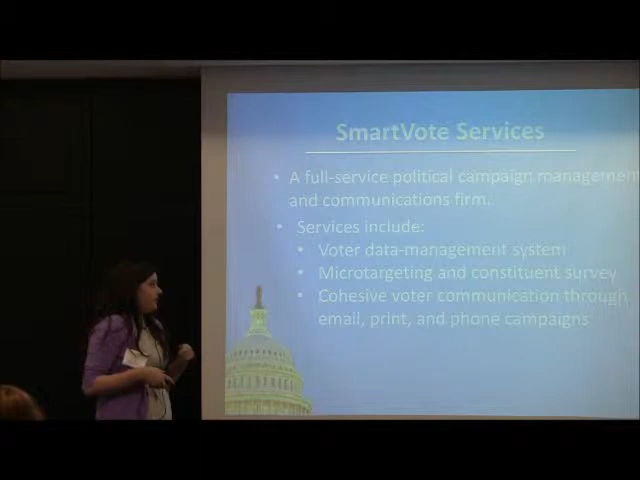 SmartVote Services
• A full-service political campaign management
and communications firm.
• Services include:
• Voter data-management system
• Microtargeting and constituent survey
• Cohesive voter communication through
email, print, and phone campaigns